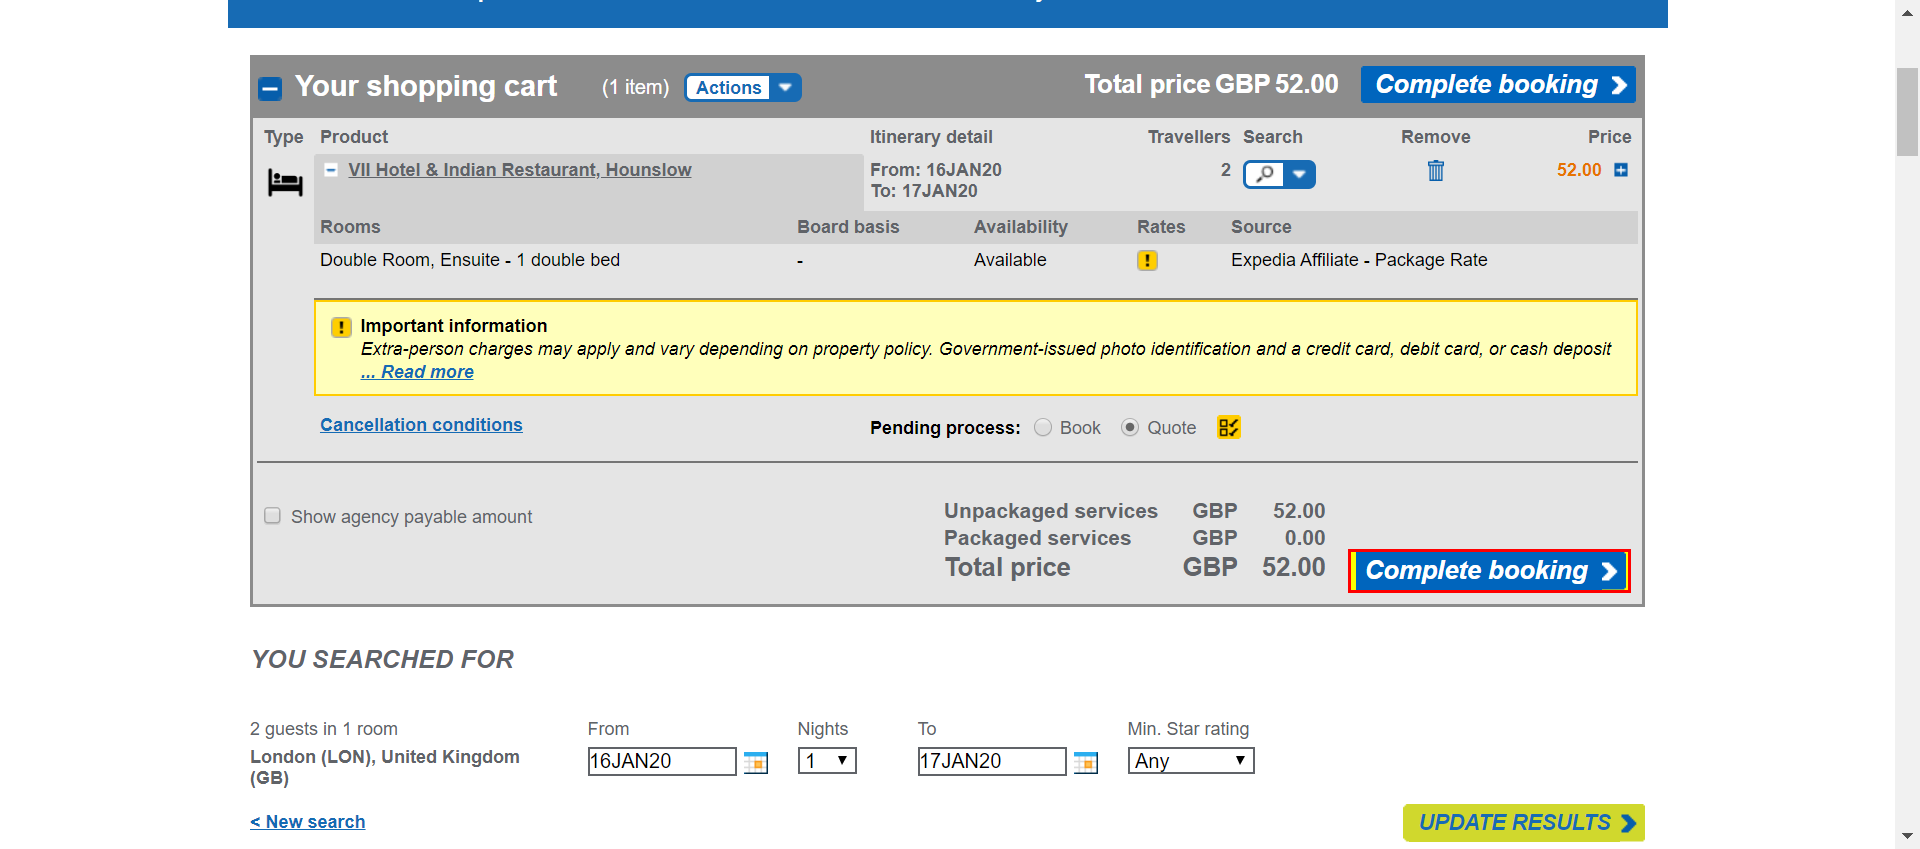 Your shopping cart (1 item) Actions Total price GBP 52.00 Complete booking
Type Product Itinerary detail Travellers Search Remove Price
VII Hotel & Indian Restaurant, Hounslow From: 16JAN20 2 52.00
To: 17JAN20
Rooms Board basis Availability Rates Source
Double Room, Ensuite - 1 double bed - Available Expedia Affiliate - Package Rate
Important information
Extra-person charges may apply and vary depending on property policy. Government-issued photo identification and a credit card, debit card, or cash deposit
... Read more
Cancellation conditions Pending process: Book Quote
Show agency payable amount
Unpackaged services GBP 52.00
Packaged services GBP 0.00
Total price GBP 52.00 Complete booking
YOU SEARCHED FOR
2 guests in 1 room From Nights To Min. Star rating
London (LON), United Kingdom (GB) 16JAN20 1 17JAN20 Any
< New search UPDATE RESULTS